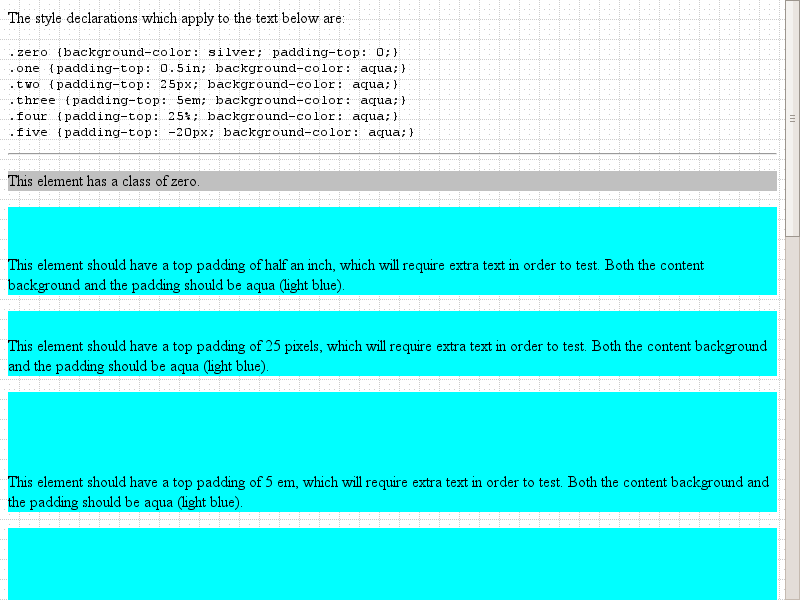 The style declarations which apply to the text below are:
.zero {background-color: silver; padding-top: 0;}
.one {padding-top: 0.5in; background-color: aqua;}
.two {padding-top: 25px; background-color: aqua;}
.three {padding-top: 5em; background-color: aqua;}
.four {padding-top: 25%; background-color: aqua;}
.five {padding-top: -20px; background-color: aqua;}
This element has a class of zero.
This element should have a top padding of half an inch, which will require extra text in order to test. Both the content
background and the padding should be aqua (light blue).
This element should have a top padding of 25 pixels, which will require extra text in order to test. Both the content background
and the padding should be aqua (light blue).
This element should have a top padding of 5 em, which will require extra text in order to test. Both the content background and
the padding should be aqua (light blue).